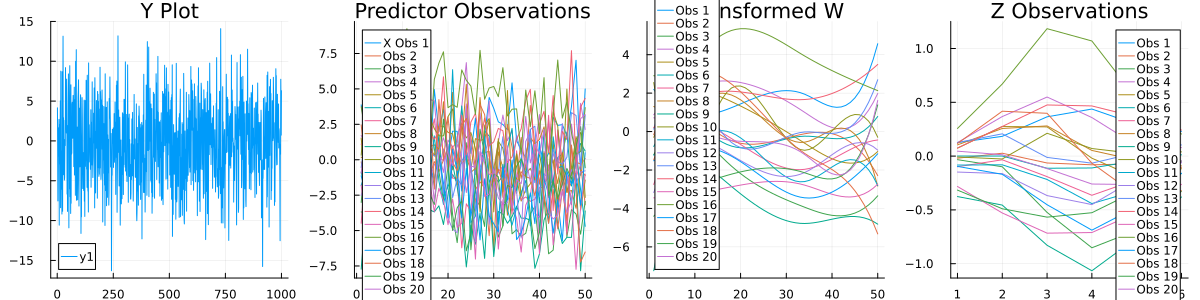 Y Plot
15
10
5
0
−5
−10
−15
y1
0
250
500
750
1000
Predictor Observations
7.5
5.0
2.5
0.0
−2.5
−5.0
−7.5
X Obs 1
Obs 2
Obs 3
Obs 4
Obs 5
Obs 6
Obs 7
Obs 8
Obs 9
Obs 10
Obs 11
Obs 12
Obs 13
Obs 14
Obs 15
Obs 16
Obs 17
Obs 18
Obs 19
Obs 20
0
20
30
40
50
nsformed W
4
2
0
−2
−4
−6
Obs 1
Obs 2
Obs 3
Obs 4
Obs 5
Obs 6
Obs 7
Obs 8
Obs 9
Obs 10
Obs 11
Obs 12
Obs 13
Obs 14
Obs 15
Obs 16
Obs 17
Obs 18
Obs 19
Obs 20
0
10
20
30
40
50
Z Observations
1.0
0.5
0.0
−0.5
−1.0
Obs 1
Obs 2
Obs 3
Obs 4
Obs 5
Obs 6
Obs 7
Obs 8
Obs 9
Obs 10
Obs 11
Obs 12
Obs 13
Obs 14
Obs 15
Obs 16
Obs 17
Obs 18
Obs 19
Obs 20
1
2
3
4